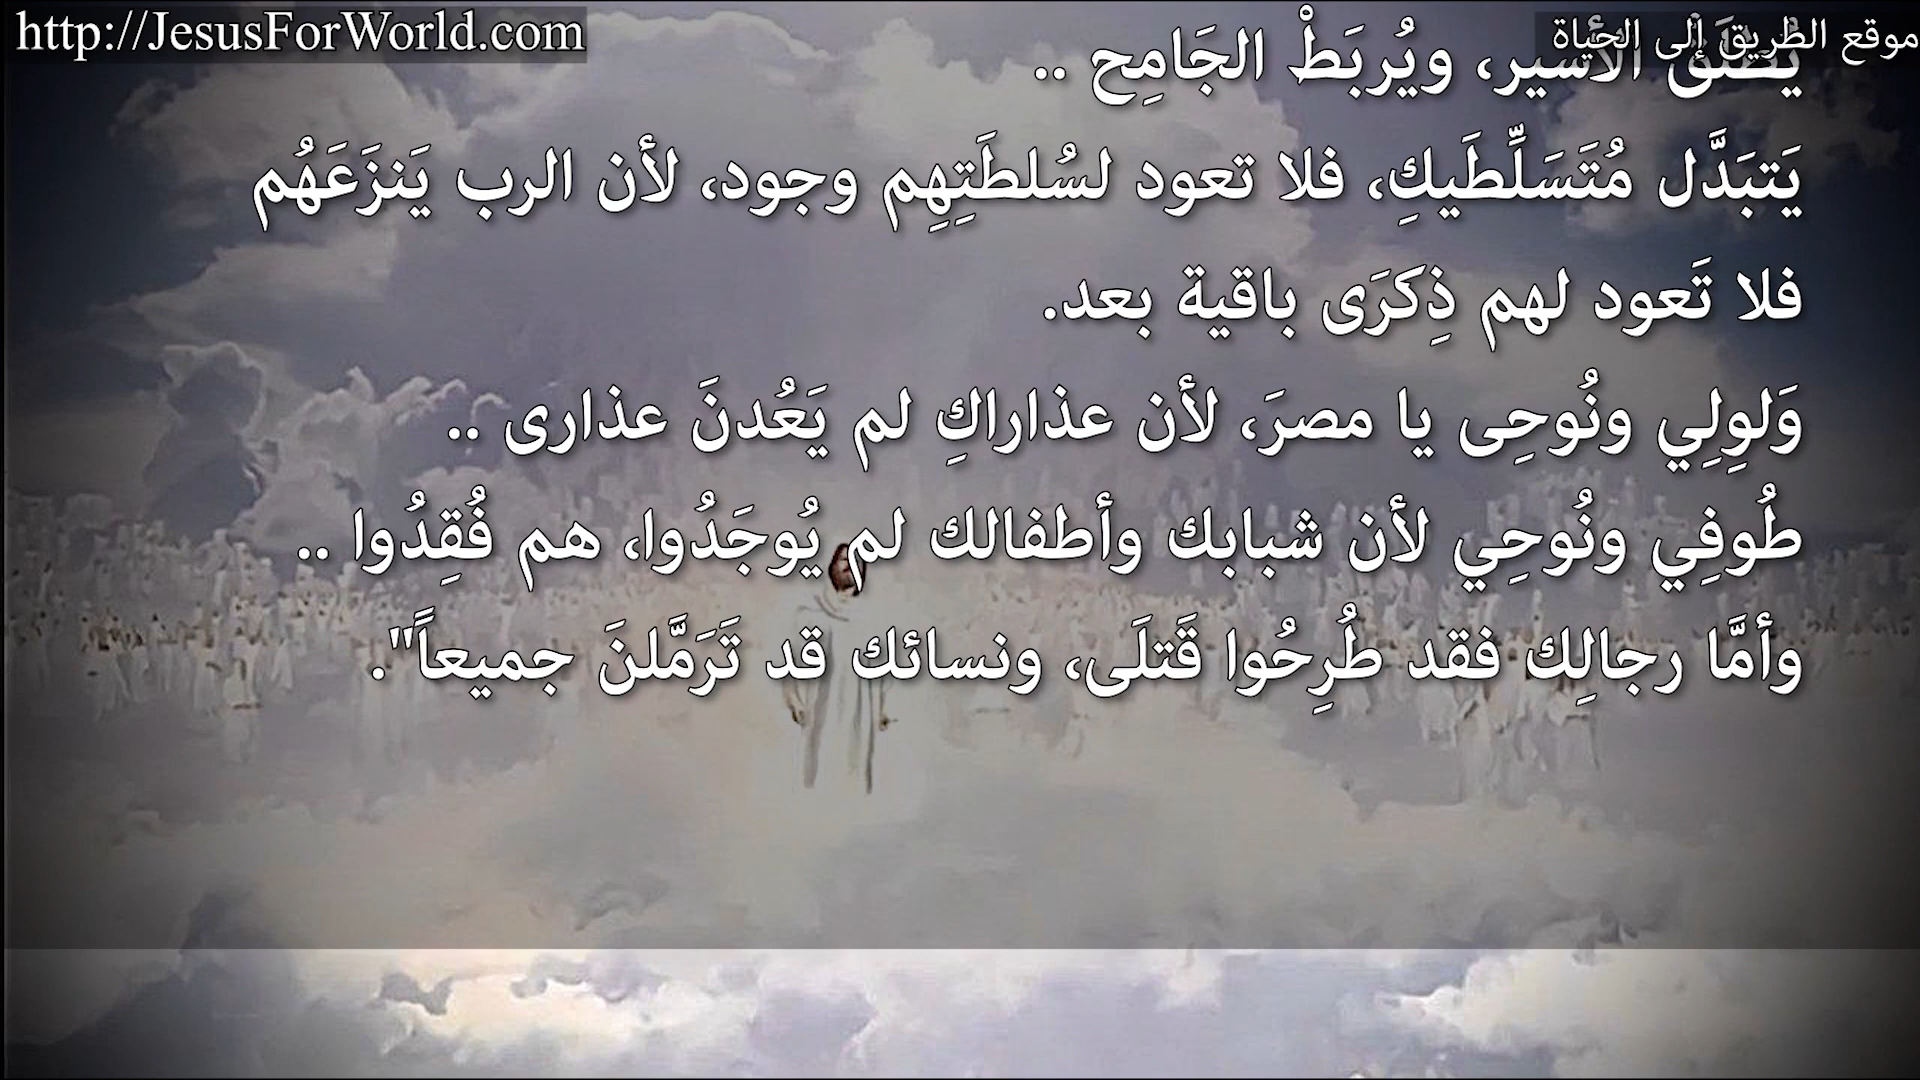 http://JesusForWorld.com
موقع الطريق إلى الحياة
يُطلَق الأسير، ويُربَطْ الجَامِح ..
يَتبَدَّل مُتَسَلِّطَيكِ، فلا تعود لسُلطَتِهِم وجود، لأن الرب يَنزَعَهُم
فلا تَعود لهم ذِكرَى باقية بعد.
وَلوِلِي ونُوحِى يا مصرَ، لأن عذاراكِ لم يَعُدنَ عذارى ..
طُوفِي ونُوحِي لأن شبابك وأطفالك لم يُوجَدُوا، هم فُقِدُوا ..
وأمَّا رجالِك فقد طُرِحُوا قَتلَى، ونسائك قد تَرَمَّلنَ جميعاً".